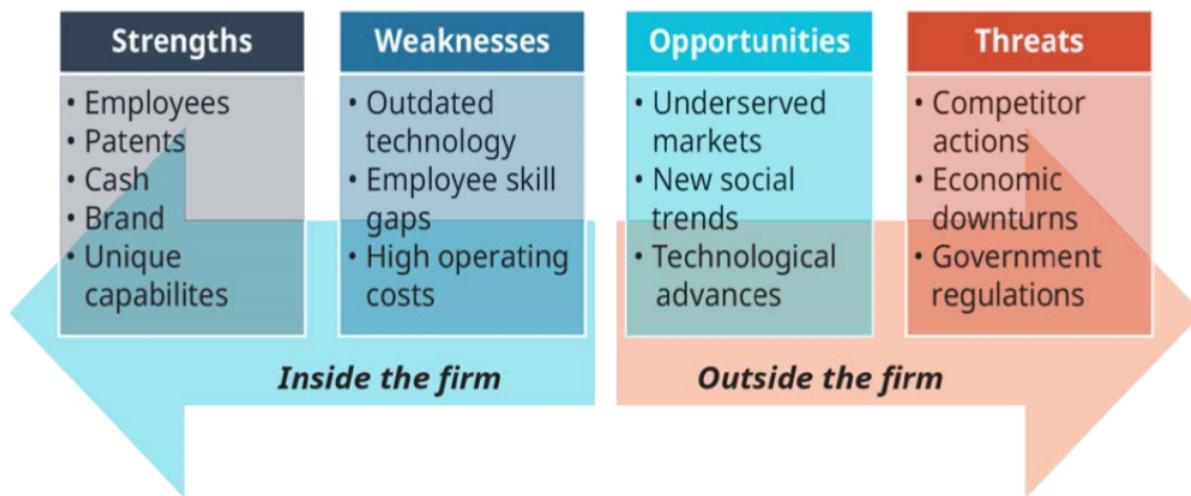 Strengths
• Employees
• Patents
• Cash
• Brand
• Unique
capabilites
Weaknesses
• Outdated
technology
• Employee skill
gaps
• High operating
costs
Opportunities
• Underserved
markets
• New social
trends
• Technological
advances
Threats
• Competitor
actions
• Economic
downturns
• Government
regulations
Inside the firm
Outside the firm